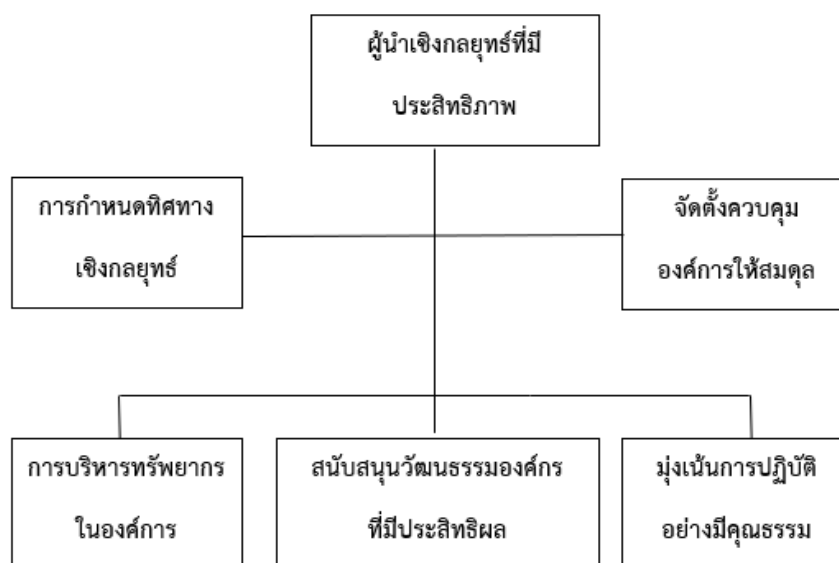 ผู้นำเชิงกลยุทธ์ที่มี
ประสิทธิภาพ
การกำหนดทิศทาง
เชิงกลยุทธ์
จัดตั้งควบคุม
องค์การให้สมดุล
การบริหารทรัพยากร
ในองค์การ
สนับสนุนวัฒนธรรมองค์กร
ที่มีประสิทธิผล
มุ่งเน้นการปฏิบัติ
อย่างมีคุณธรรม